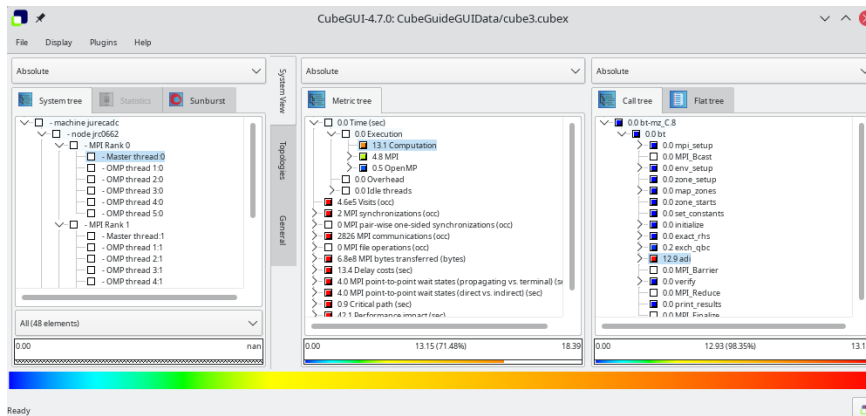 CubeGUI-4.7.0: CubeGuideGUIData/cube3.cubex
File Display Plugins Help
Absolute
System tree
Statistics
Sunburst
- machine jurecadc
- node jrc0662
- MPI Rank 0
- Master thread:0
- OMP thread 1:0
- OMP thread 2:0
- OMP thread 3:0
- OMP thread 4:0
- OMP thread 5:0
- MPI Rank 1
- Master thread:1
- OMP thread 1:1
- OMP thread 2:1
- OMP thread 3:1
- OMP thread 4:1
All (48 elements)
0.00 nan
System View
Topologies
General
Absolute
Metric tree
0.0 Time (sec)
0.0 Execution
13.1 Computation
4.8 MPI
0.5 OpenMP
0.0 Overhead
0.0 Idle threads
4.6e5 Visits (occ)
2 MPI synchronizations (occ)
0 MPI pair-wise one-sided synchronizations (occ)
2826 MPI communications (occ)
0 MPI file operations (occ)
6.8e8 MPI bytes transferred (bytes)
13.4 Delay costs (sec)
4.0 MPI point-to-point wait states (propagating vs. terminal) (se
4.0 MPI point-to-point wait states (direct vs. indirect) (sec)
0.9 Critical path (sec)
42.1 Performance impact (sec)
0.00 13.15 (71.48%) 18.39
Absolute
Call tree
Flat tree
0.0 bt-mz_C.8
0.0 bt
0.0 mpi_setup
0.0 MPI_Bcast
0.0 env_setup
0.0 zone_setup
0.0 map_zones
0.0 zone_starts
0.0 set_constants
0.0 initialize
0.0 exact_rhs
0.2 exch_qbc
12.9 adi
0.0 MPI_Barrier
0.0 verify
0.0 MPI_Reduce
0.0 print_results
0.0 MPI_Finalize
0.00 12.93 (98.35%) 13.1
Ready